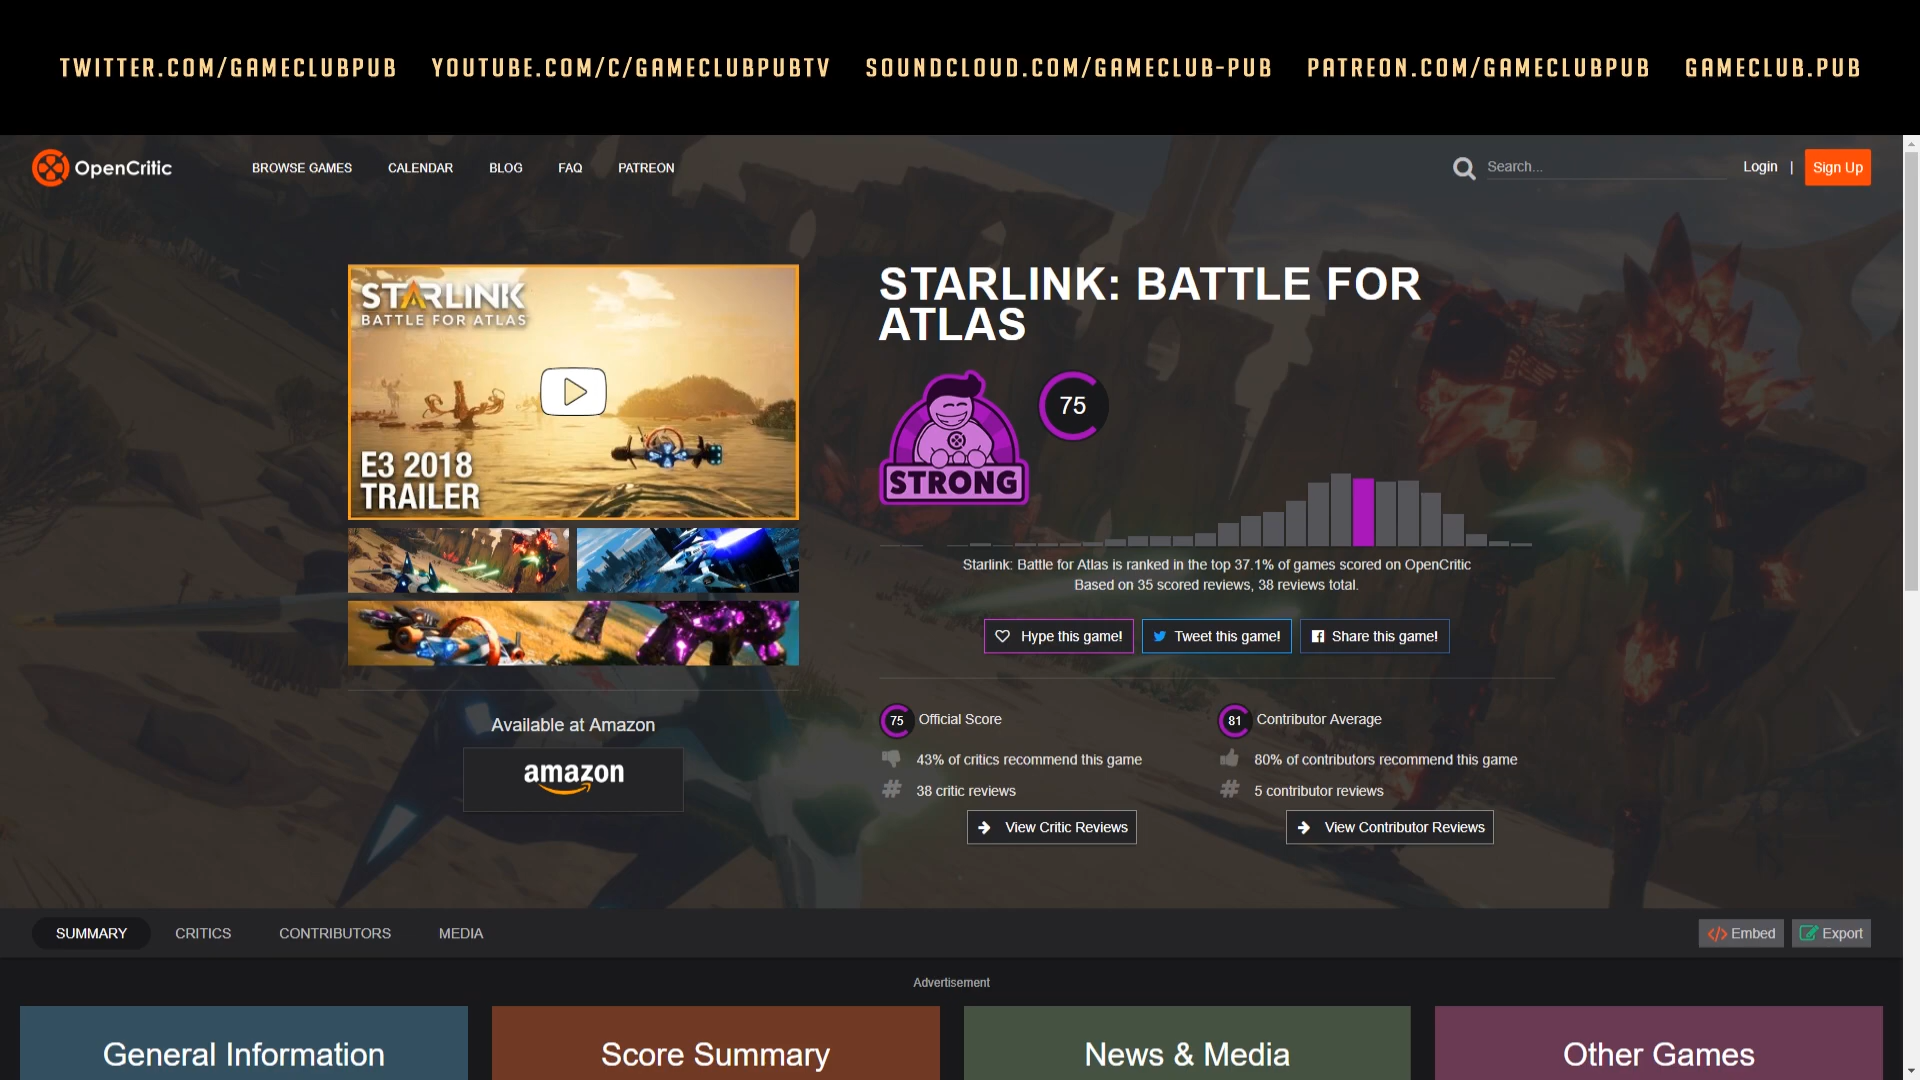 TWITTER.COM/GAMECLUBPUB YOUTUBE.COM/C/GAMECLUBPUBTV SOUNDCLOUD.COM/GAMECLUB-PUB PATREON.COM/GAMECLUBPUB GAMECLUB.PUB
OpenCritic BROWSE GAMES CALENDAR BLOG FAQ PATREON Search... Login | Sign Up
STARLINK
BATTLE FOR ATLAS
E3 2018
TRAILER
Available at Amazon
amazon
STARLINK: BATTLE FOR
ATLAS
75
STRONG
Starlink: Battle for Atlas is ranked in the top 37.1% of games scored on OpenCritic
Based on 35 scored reviews, 38 reviews total.
Hype this game! Tweet this game! Share this game!
75 Official Score
43% of critics recommend this game
# 38 critic reviews
View Critic Reviews
81 Contributor Average
80% of contributors recommend this game
# 5 contributor reviews
View Contributor Reviews
SUMMARY CRITICS CONTRIBUTORS MEDIA </> Embed Export
Advertisement
General Information Score Summary News & Media Other Games